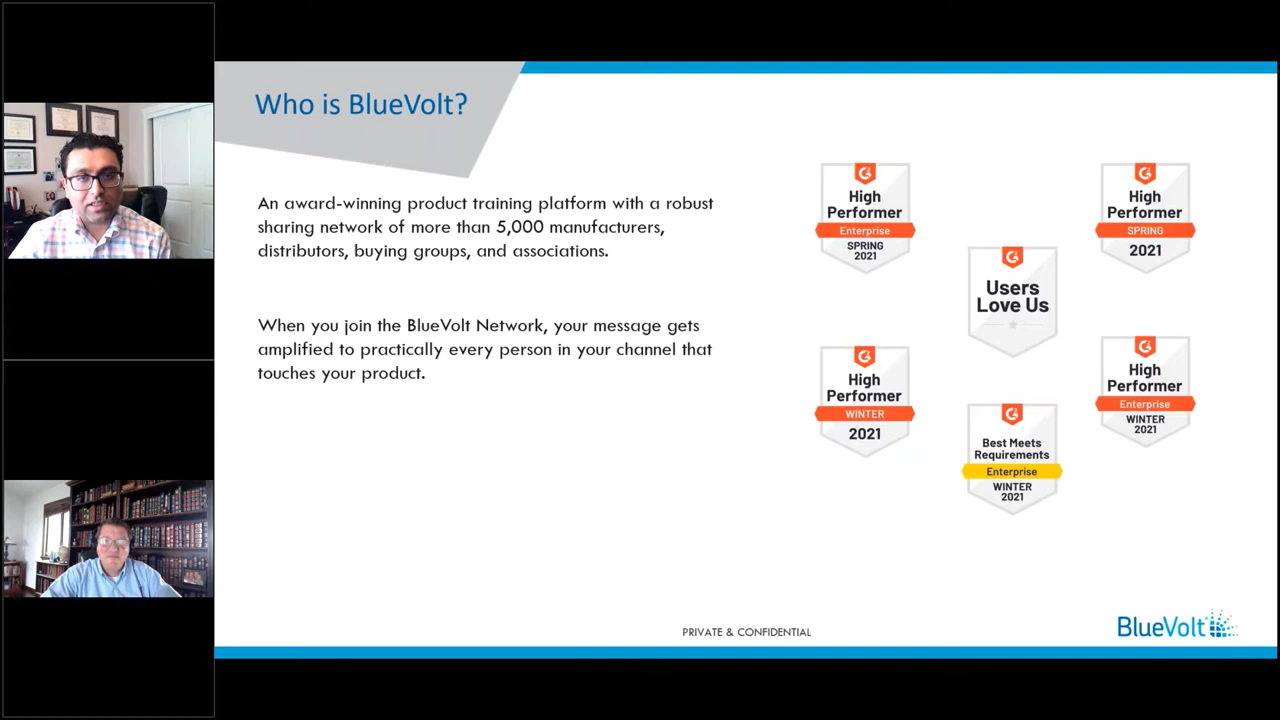 Who is BlueVolt?
An award-winning product training platform with a robust
sharing network of more than 5,000 manufacturers,
distributors, buying groups, and associations.
When you join the BlueVolt Network, your message gets
amplified to practically every person in your channel that
touches your product.
High
Performer
Enterprise
SPRING
2021
High
Performer
SPRING
2021
Users
Love Us
High
Performer
WINTER
2021
High
Performer
Enterprise
WINTER
2021
Best Meets
Requirements
Enterprise
WINTER
2021
PRIVATE & CONFIDENTIAL
BlueVolt